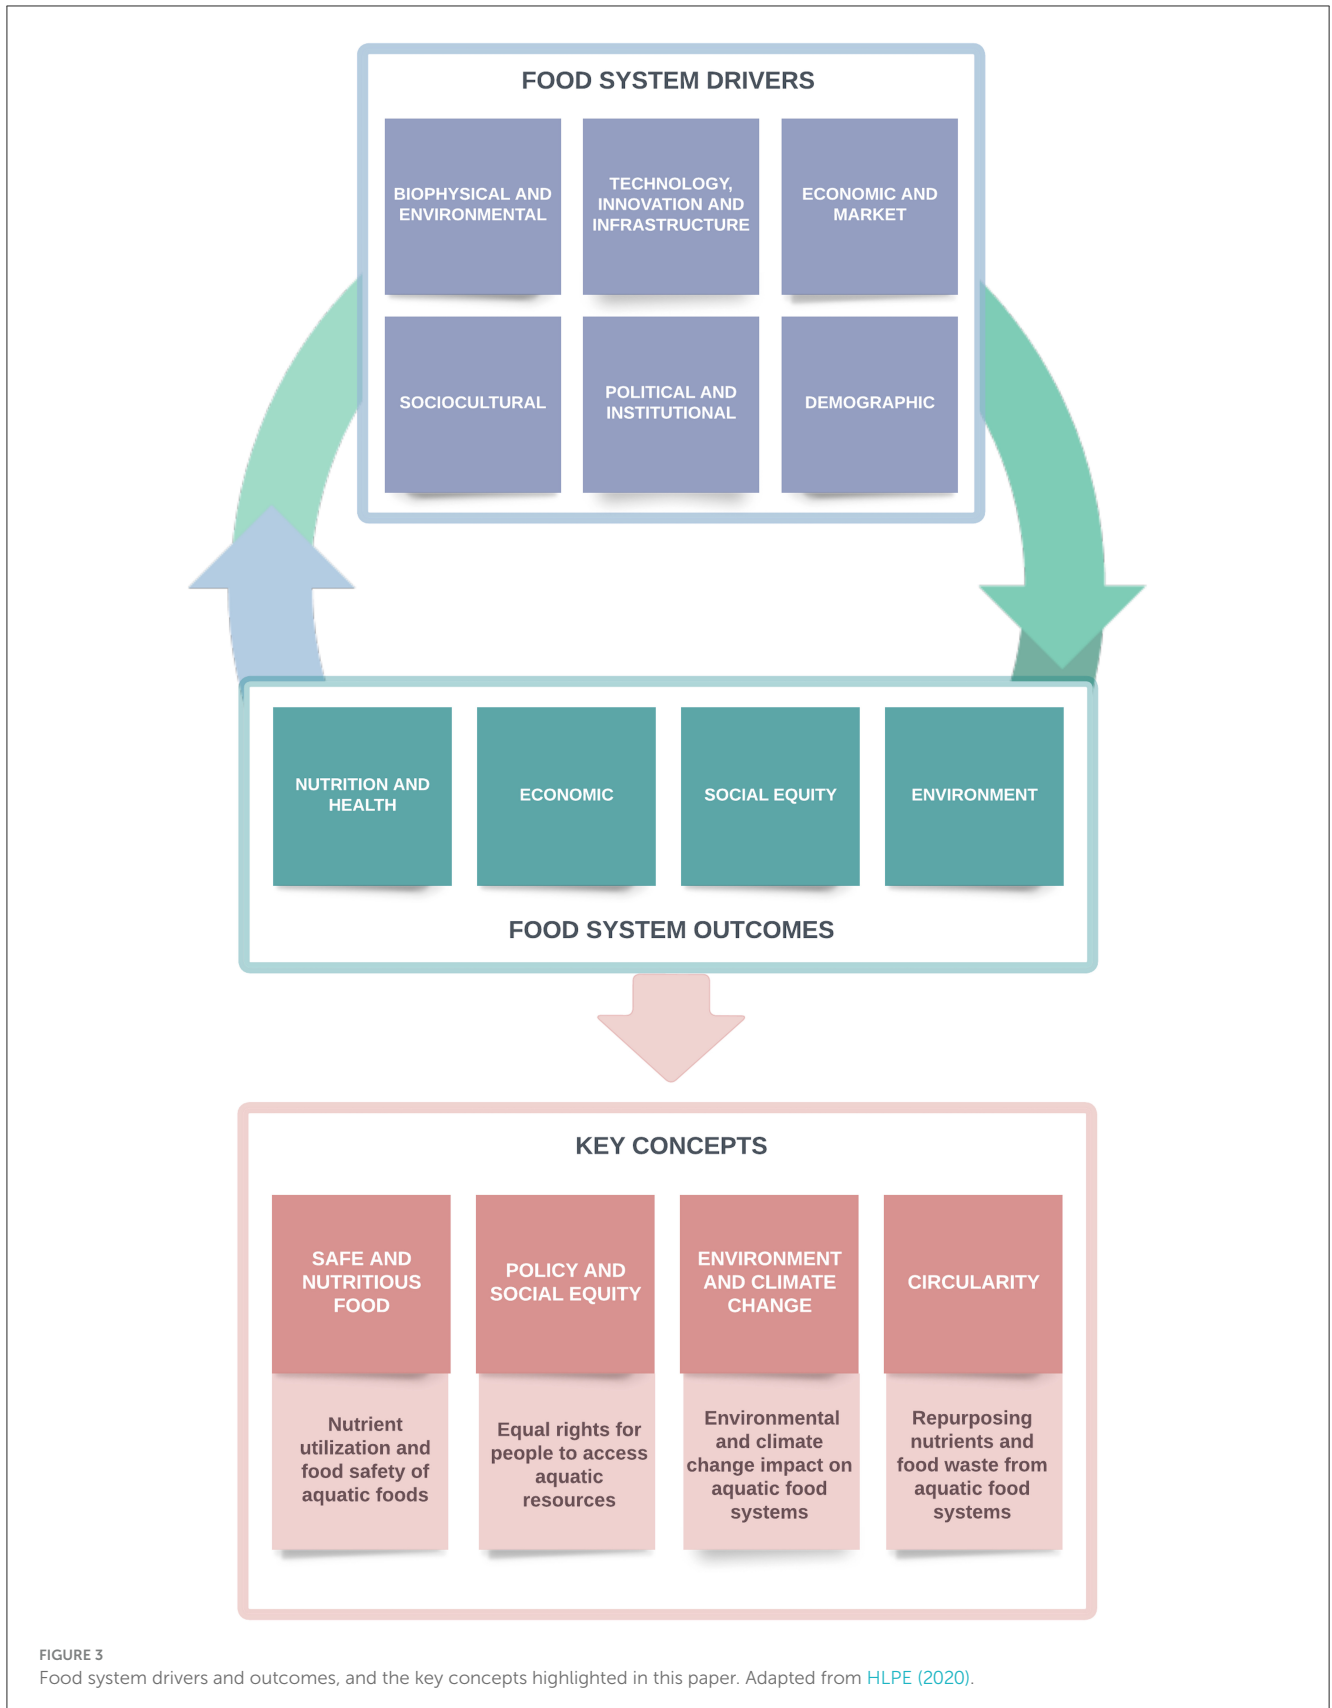 FOOD SYSTEM DRIVERS
BIOPHYSICAL AND
ENVIRONMENTAL
TECHNOLOGY,
INNOVATION AND
INFRASTRUCTURE
ECONOMIC AND
MARKET
SOCIOCULTURAL
POLITICAL AND
INSTITUTIONAL
DEMOGRAPHIC
NUTRITION AND
HEALTH
ECONOMIC
SOCIAL EQUITY
ENVIRONMENT
FOOD SYSTEM OUTCOMES
KEY CONCEPTS
SAFE AND
NUTRITIOUS
FOOD
POLICY AND
SOCIAL EQUITY
ENVIRONMENT
AND CLIMATE
CHANGE
CIRCULARITY
Nutrient
utilization and
food safety of
aquatic foods
Equal rights for
people to access
aquatic
resources
Environmental
and climate
change impact on
aquatic food
systems
Repurposing
nutrients and
food waste from
aquatic food
systems
FIGURE 3
Food system drivers and outcomes, and the key concepts highlighted in this paper. Adapted from HLPE (2020).